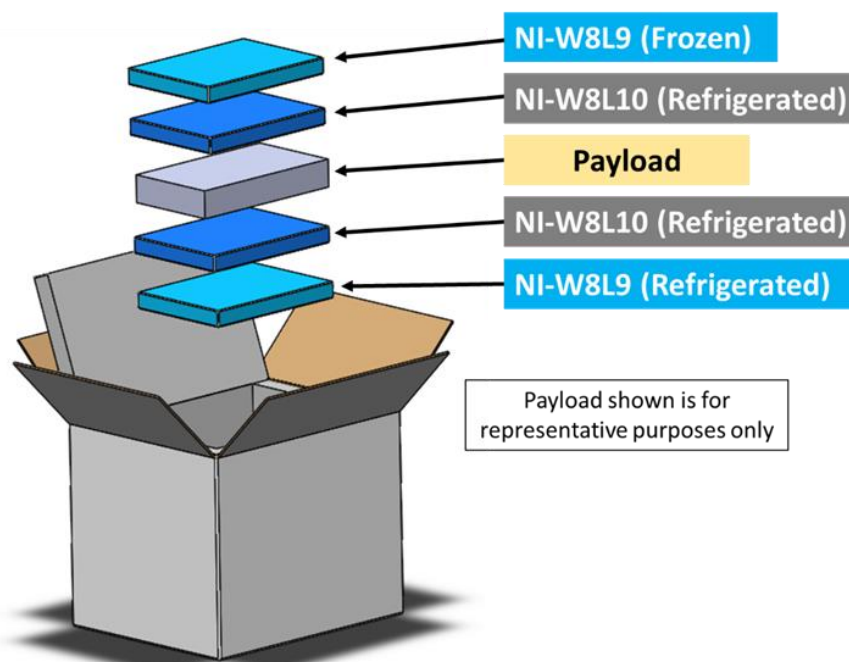 NI-W8L9 (Frozen)
NI-W8L10 (Refrigerated)
Payload
NI-W8L10 (Refrigerated)
NI-W8L9 (Refrigerated)
Payload shown is for
representative purposes only